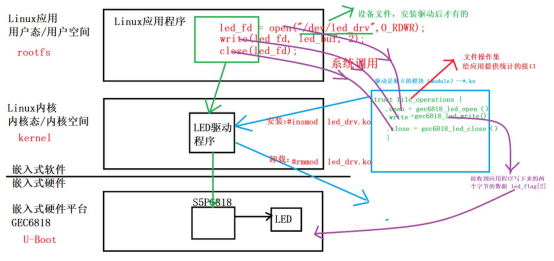 Linux应用
用户态/用户空间
rootfs
Linux应用程序
led_fd = open("/dev/led_drv",O_RDWR);
write(led_fd, led_buf, 2);
close(led_fd);
设备文件，安装驱动后才有的
系统调用
文件操作集
给应用提供统计的接口
驱动是独立的模块 (module) --*.ko
Linux内核
内核态/内核空间
kernel
LED驱动
程序
安装:#insmod led_drv.ko
卸载: #rmmod led_drv.ko
struct file_operations {
.open = gec6818_led_open()
write =gec6818_led_write()
.close = gec6818_led_close()
}
接收到应用程序写下来的两
个字节的数据 led_flag[2]
嵌入式软件
嵌入式硬件
嵌入式硬件平台
GEC6818
U-Boot
S5P6818
LED